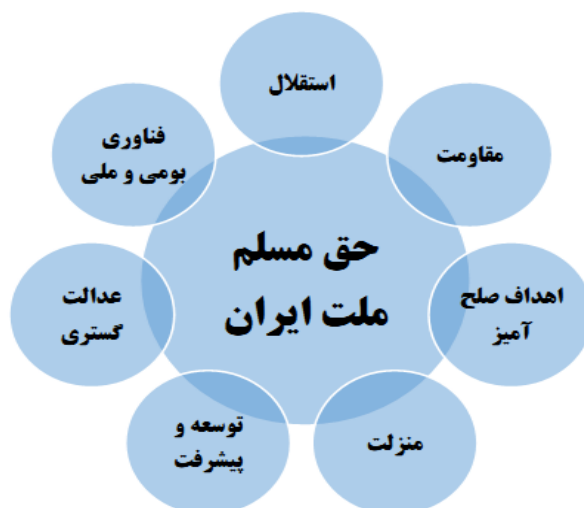 استقلال
مقاومت
اهداف صلح
آمیز
منزلت
توسعه و
پیشرفت
عدالت
گستری
فناوری
بومی و ملی
حق مسلم
ملت ایران